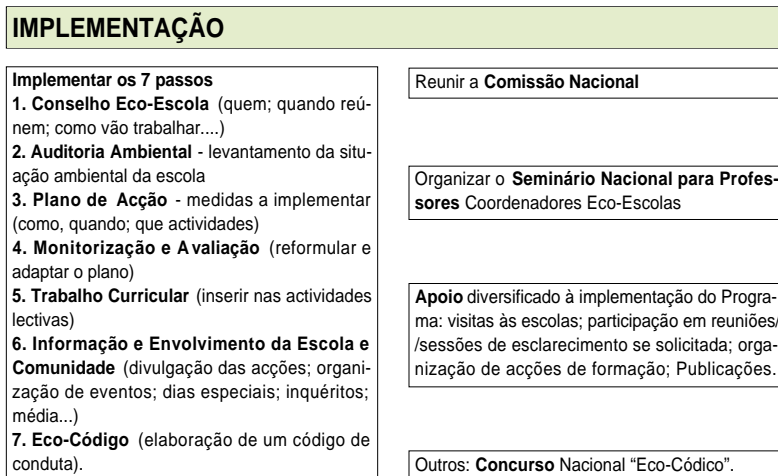 IMPLEMENTAÇÃO
Implementar os 7 passos
1. Conselho Eco-Escola (quem; quando reú-
nem; como vão trabalhar....)
2. Auditoria Ambiental - levantamento da situ-
ação ambiental da escola
3. Plano de Acção - medidas a implementar
(como, quando; que actividades)
4. Monitorização e Avaliação (reformular e
adaptar o plano)
5. Trabalho Curricular (inserir nas actividades
lectivas)
6. Informação e Envolvimento da Escola e
Comunidade (divulgação das acções; organi-
zação de eventos; dias especiais; inquéritos;
média...)
7. Eco-Código (elaboração de um código de
conduta).
Reunir a Comissão Nacional
Organizar o Seminário Nacional para Profes-
sores Coordenadores Eco-Escolas
Apoio diversificado à implementação do Progra-
ma: visitas às escolas; participação em reuniões/
/sessões de esclarecimento se solicitada; orga-
nização de acções de formação; Publicações.
Outros: Concurso Nacional “Eco-Códico”.